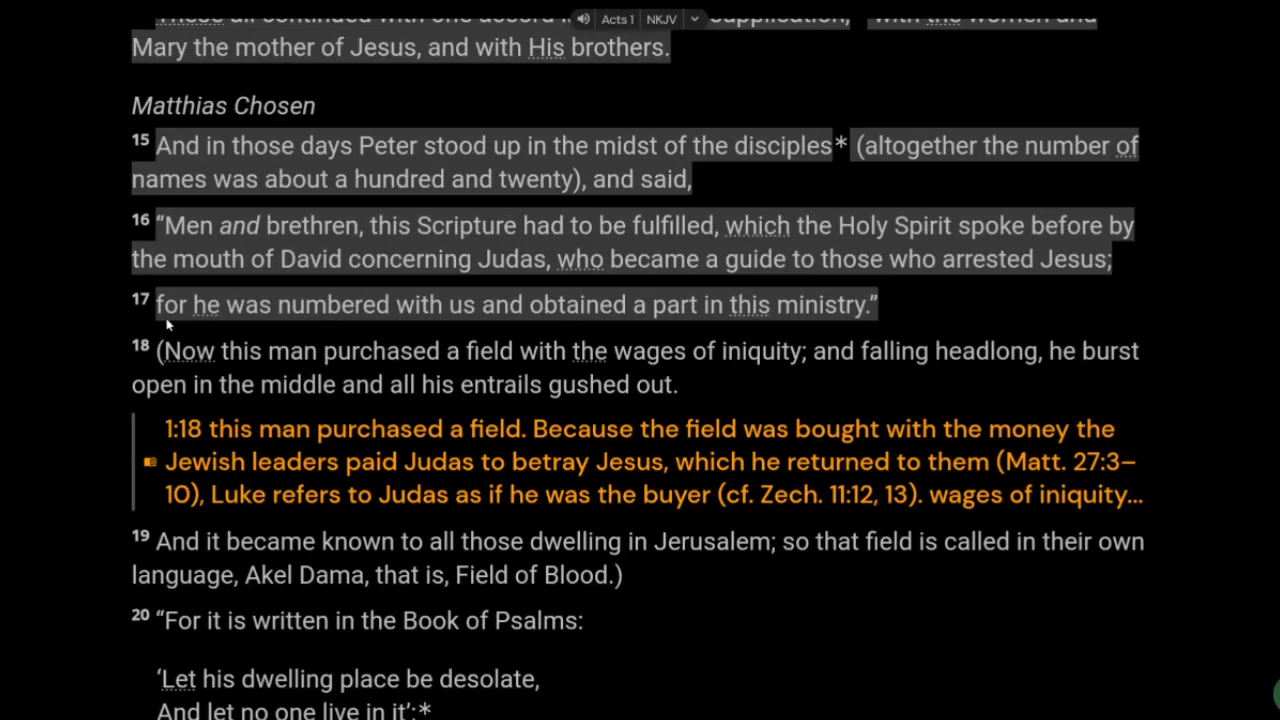 These all continued with one accord supplication, with the women and
Acts 1 NKJV
Mary the mother of Jesus, and with His brothers.
Matthias Chosen
15 And in those days Peter stood up in the midst of the disciples* (altogether the number of
names was about a hundred and twenty), and said,
16 “Men and brethren, this Scripture had to be fulfilled, which the Holy Spirit spoke before by
the mouth of David concerning Judas, who became a guide to those who arrested Jesus;
17 for he was numbered with us and obtained a part in this ministry.”
18 (Now this man purchased a field with the wages of iniquity; and falling headlong, he burst
open in the middle and all his entrails gushed out.
1:18 this man purchased a field. Because the field was bought with the money the
Jewish leaders paid Judas to betray Jesus, which he returned to them (Matt. 27:3–
10), Luke refers to Judas as if he was the buyer (cf. Zech. 11:12, 13). wages of iniquity...
19 And it became known to all those dwelling in Jerusalem; so that field is called in their own
language, Akel Dama, that is, Field of Blood.)
20 “For it is written in the Book of Psalms:
‘Let his dwelling place be desolate,
And let no one live in it’;*